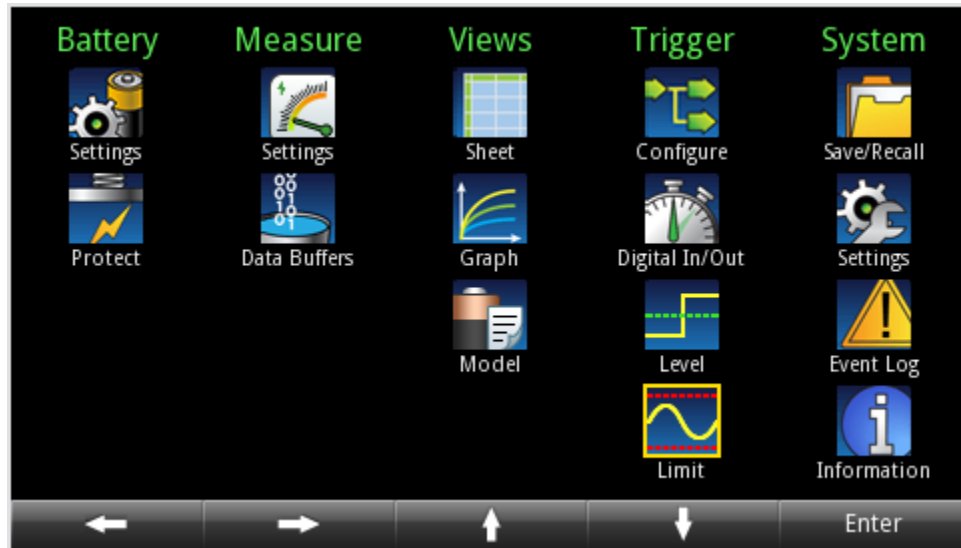 Battery Measure Views Trigger System
Settings Settings Sheet Configure Save/Recall
Protect Data Buffers Graph Digital In/Out Settings
Model Level Event Log
Limit Information
Enter